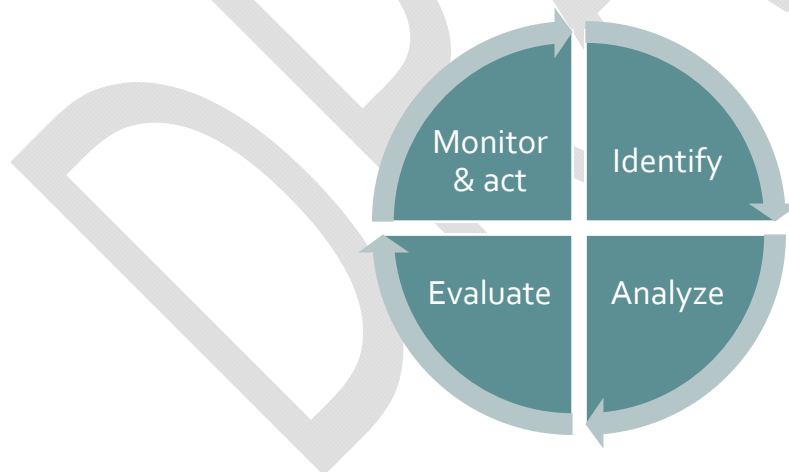 Monitor
& act
Identify
Evaluate
Analyze